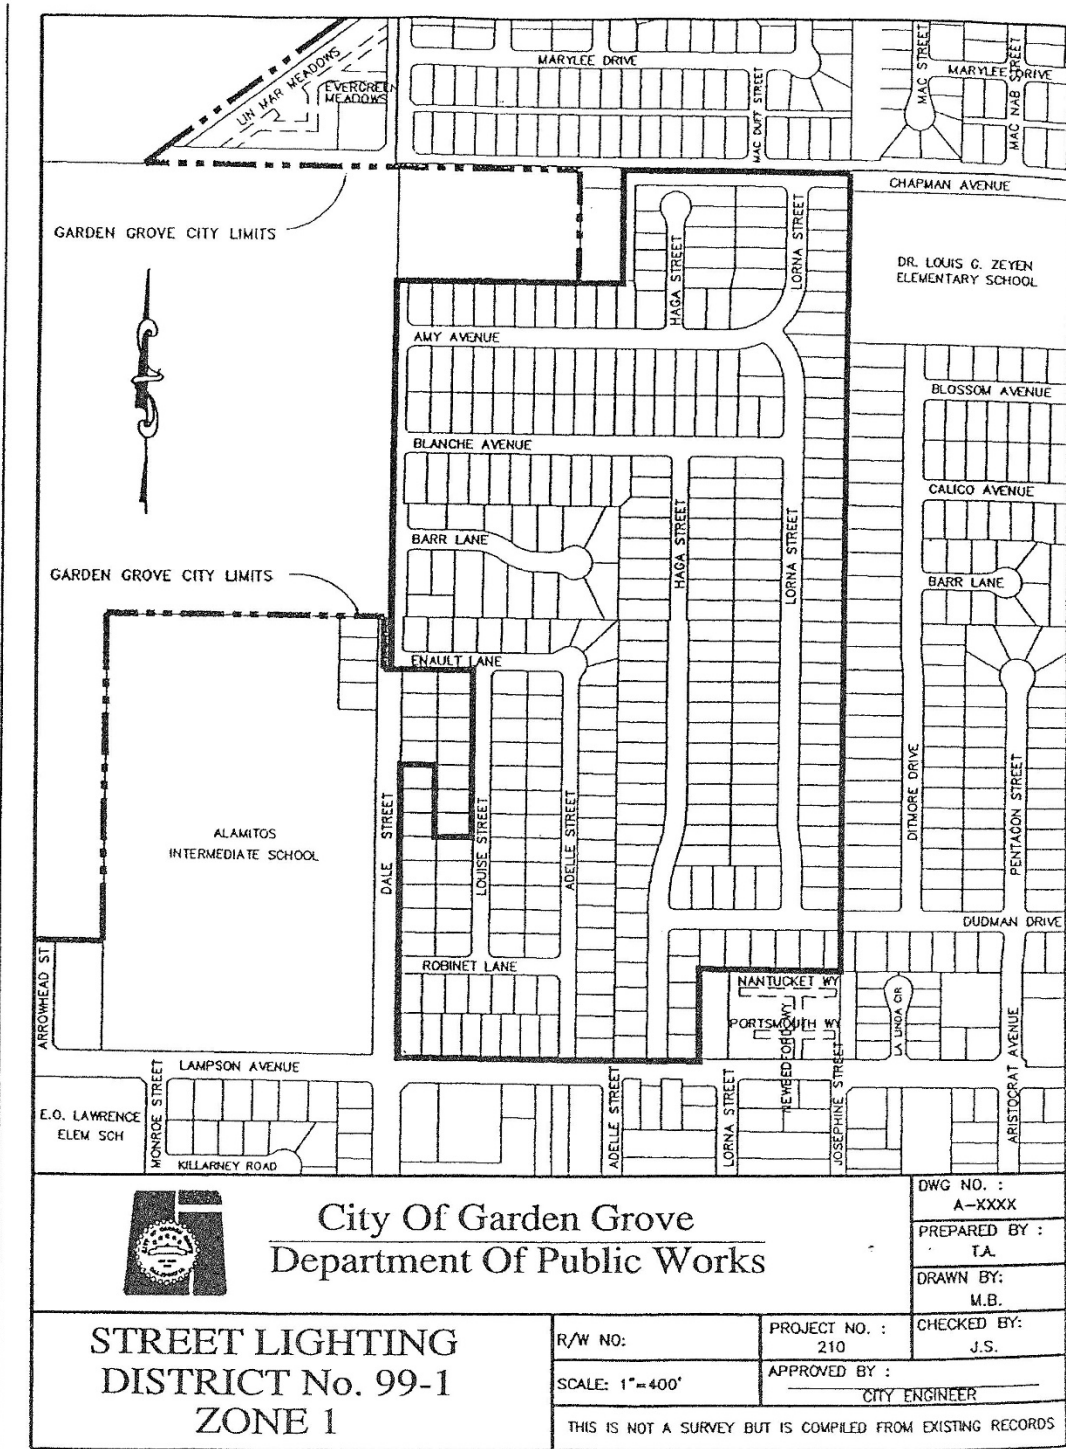 MARYLEE DRIVE
MAC STREET
MARYLEE DRIVE
MAC NAB STREET
LIN MAR MEADOWS
EVERGREEN
MEADOWS
MAC DUFF STREET
CHAPMAN AVENUE
GARDEN GROVE CITY LIMITS
HAGA STREET
LORNA STREET
DR. LOUIS G. ZEYEN
ELEMENTARY SCHOOL
AMY AVENUE
BLOSSOM AVENUE
BLANCHE AVENUE
CALICO AVENUE
HAGA STREET
LORNA STREET
BARR LANE
GARDEN GROVE CITY LIMITS
BARR LANE
ENAULT LANE
DITMORE DRIVE
PENTAGON STREET
ALAMITOS
INTERMEDIATE SCHOOL
DALE STREET
LOUISE STREET
ADELLE STREET
DUDMAN DRIVE
ARROWHEAD ST
ROBINET LANE
NANTUCKET WY
PORTSMOUTH WY
NEWBEDFORD WY
LA LINDA CIR
ARISTOCRAT AVENUE
LAMPSON AVENUE
E.O. LAWRENCE
ELEM SCH
MONROE STREET
KILLARNEY ROAD
ADELLE STREET
LORNA STREET
JOSEPHINE STREET
City Of Garden Grove
Department Of Public Works
DWG NO. :
A-XXXX
PREPARED BY :
T.A.
DRAWN BY:
M.B.
STREET LIGHTING
DISTRICT No. 99-1
ZONE 1
R/W NO:
PROJECT NO. :
210
CHECKED BY:
J.S.
SCALE: 1"=400'
APPROVED BY :
CITY ENGINEER
THIS IS NOT A SURVEY BUT IS COMPILED FROM EXISTING RECORDS